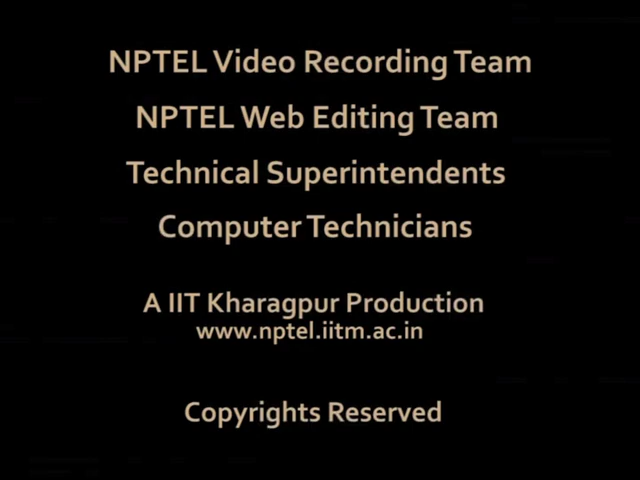 NPTEL Video Recording Team
NPTEL Web Editing Team
Technical Superintendents
Computer Technicians
A IIT Kharagpur Production
www.nptel.iitm.ac.in
Copyrights Reserved